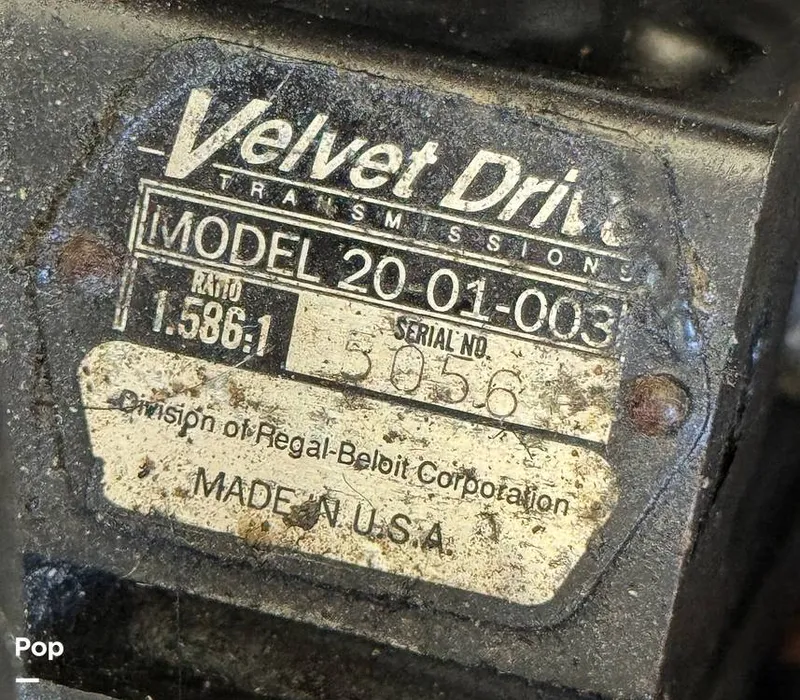 Velvet Drive
TRANSMISSIONS
MODEL 20-01-003
RATIO
1.586:1
SERIAL NO.
5056
Division of Regal-Beloit Corporation
MADE IN U.S.A.
Pop